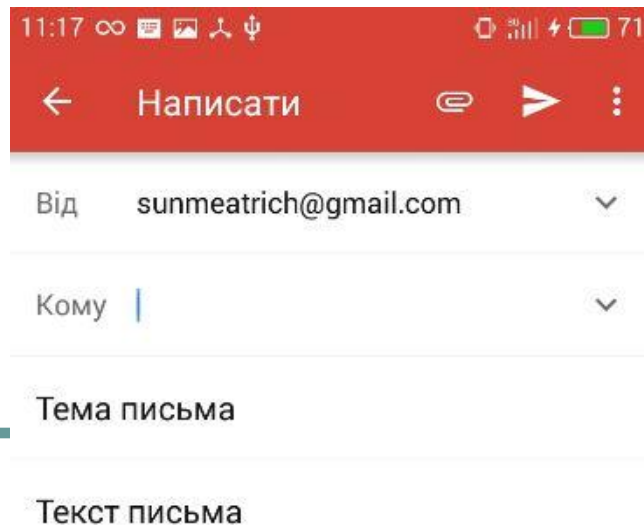 11:17 71
Написати
Від sunmeatrich@gmail.com
Кому
Тема письма
Текст письма